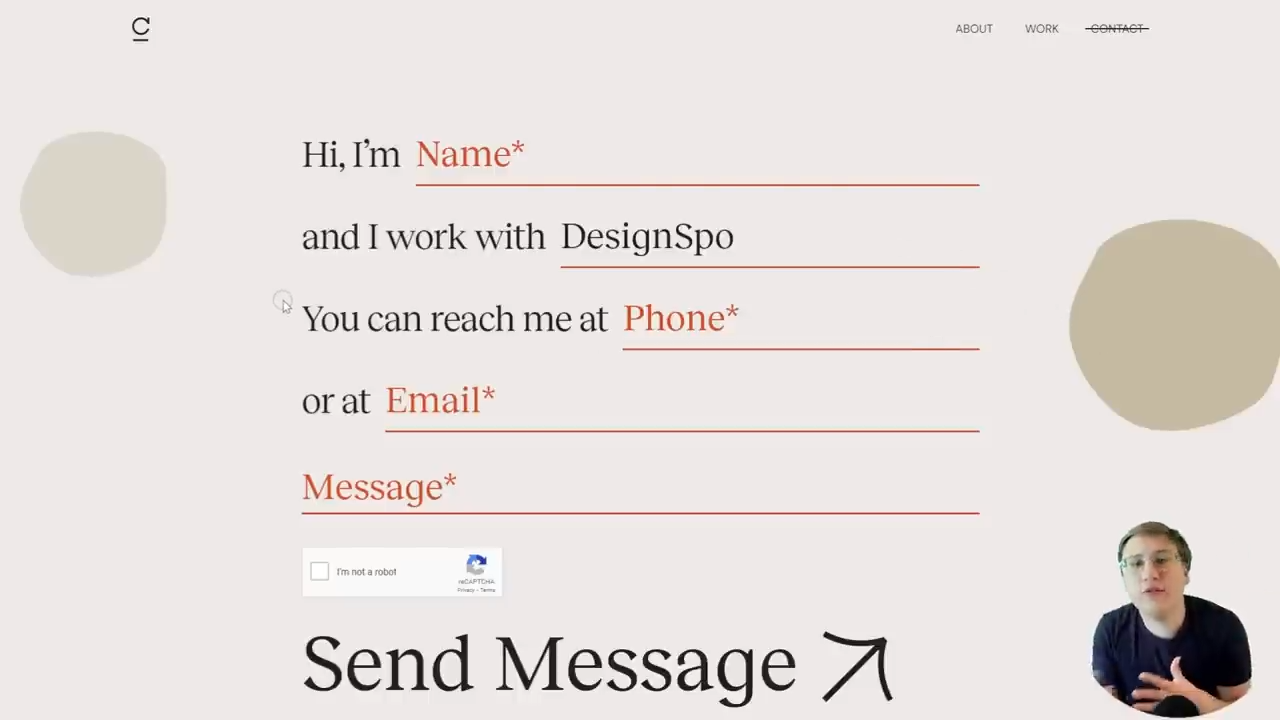 C
ABOUT WORK CONTACT
Hi, I’m Name*
and I work with DesignSpo
You can reach me at Phone*
or at Email*
Message*
I'm not a robot
reCAPTCHA
Privacy - Terms
Send Message